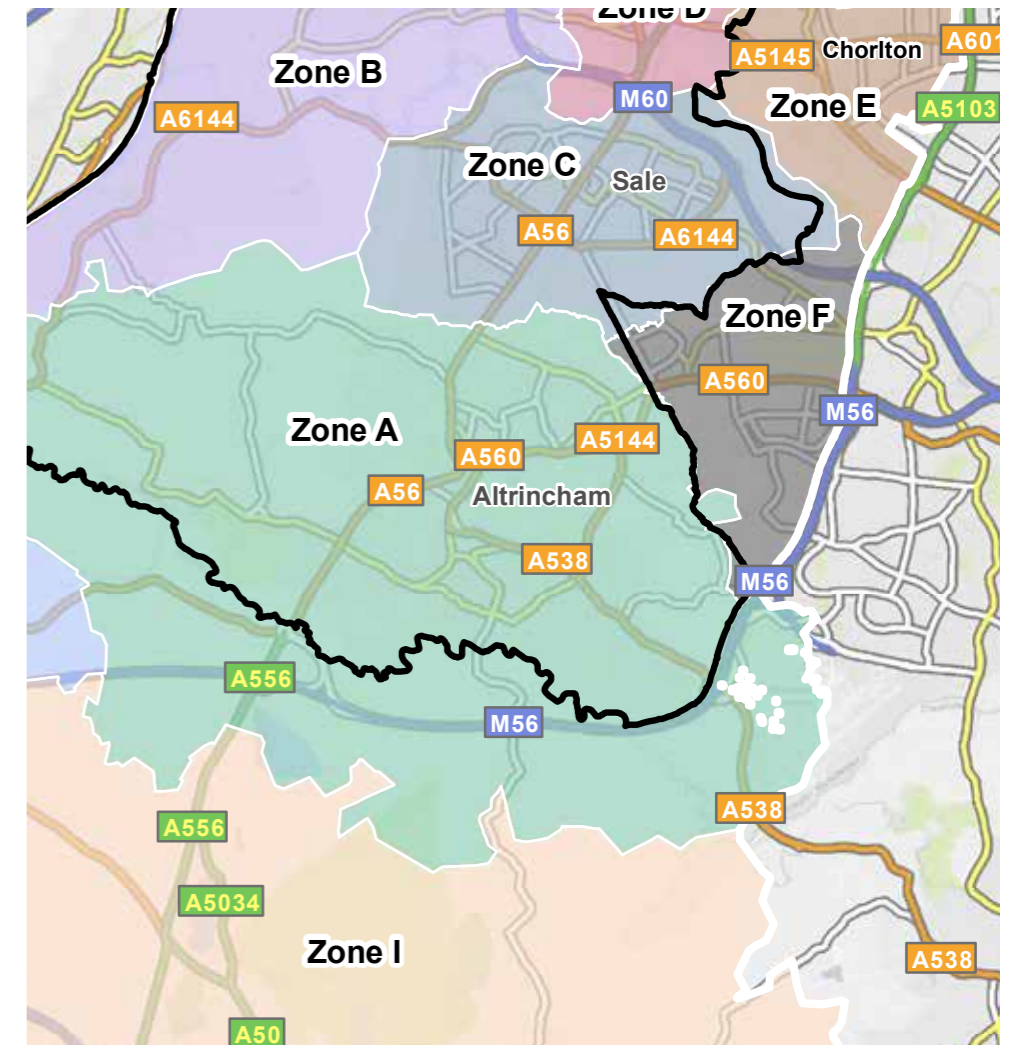 Zone D
A5145
Chorlton
A601
Zone B
M60
Zone E
A5103
A6144
Zone C
Sale
A56
A6144
Zone F
A560
M56
Zone A
A5144
A560
A56
Altrincham
A538
M56
A556
M56
A538
A556
A5034
Zone I
A538
A50